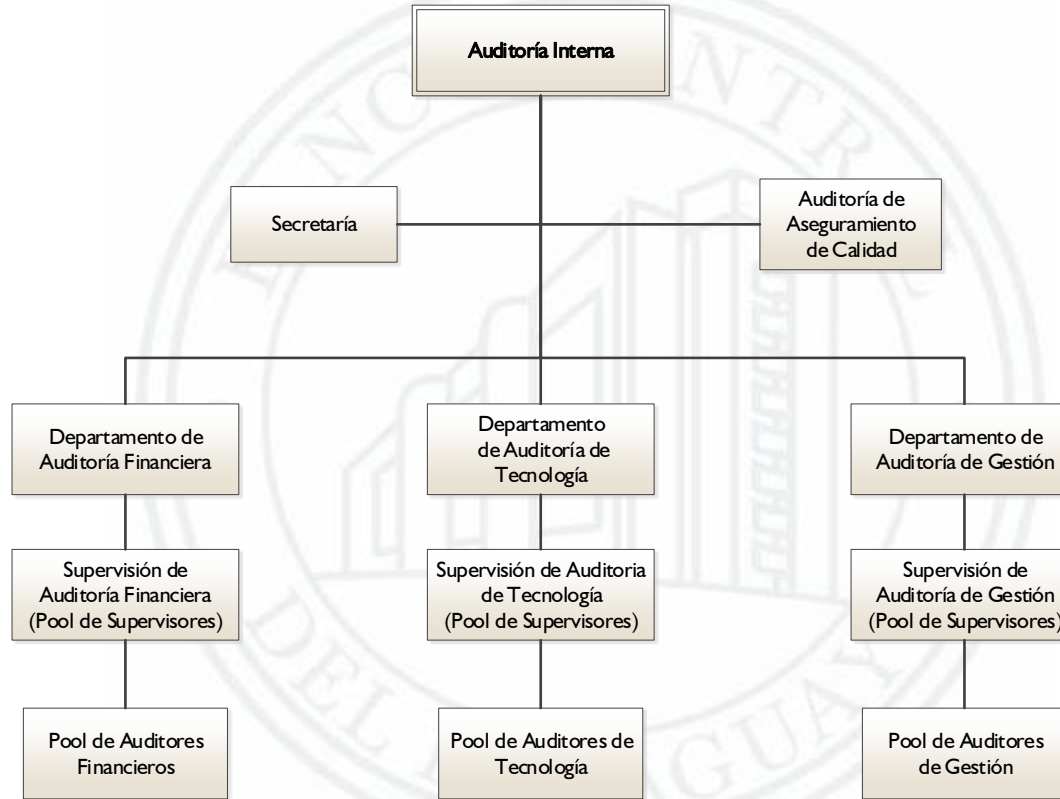 Auditoría Interna
Secretaría
Auditoría de
Aseguramiento
de Calidad
Departamento de
Auditoría Financiera
Departamento
de Auditoría de
Tecnología
Departamento de
Auditoría de Gestión
Supervisión de
Auditoría Financiera
(Pool de Supervisores)
Supervisión de Auditoria
de Tecnología
(Pool de Supervisores)
Supervisión de
Auditoría de Gestión
(Pool de Supervisores)
Pool de Auditores
Financieros
Pool de Auditores de
Tecnología
Pool de Auditores
de Gestión
DEL